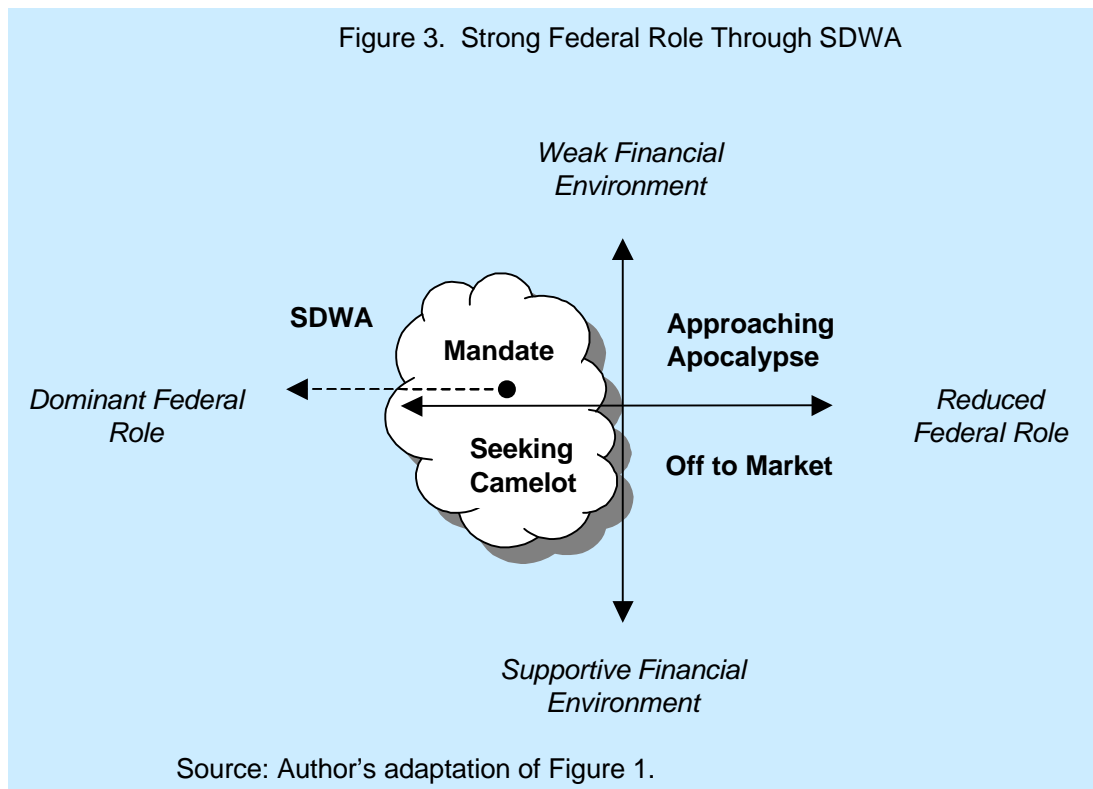 Figure 3. Strong Federal Role Through SDWA
Weak Financial
Environment
SDWA
Mandate
Approaching
Apocalypse
Dominant Federal
Role
Reduced
Federal Role
Seeking
Camelot
Off to Market
Supportive Financial
Environment
Source: Author’s adaptation of Figure 1.